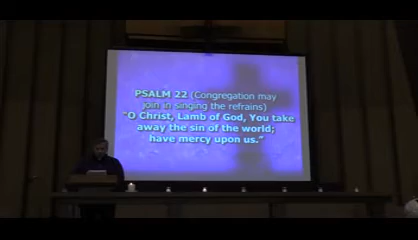 PSALM 22 (Congregation may
join in singing the refrains)
"O Christ, Lamb of God, You take
away the sin of the world;
have mercy upon us."